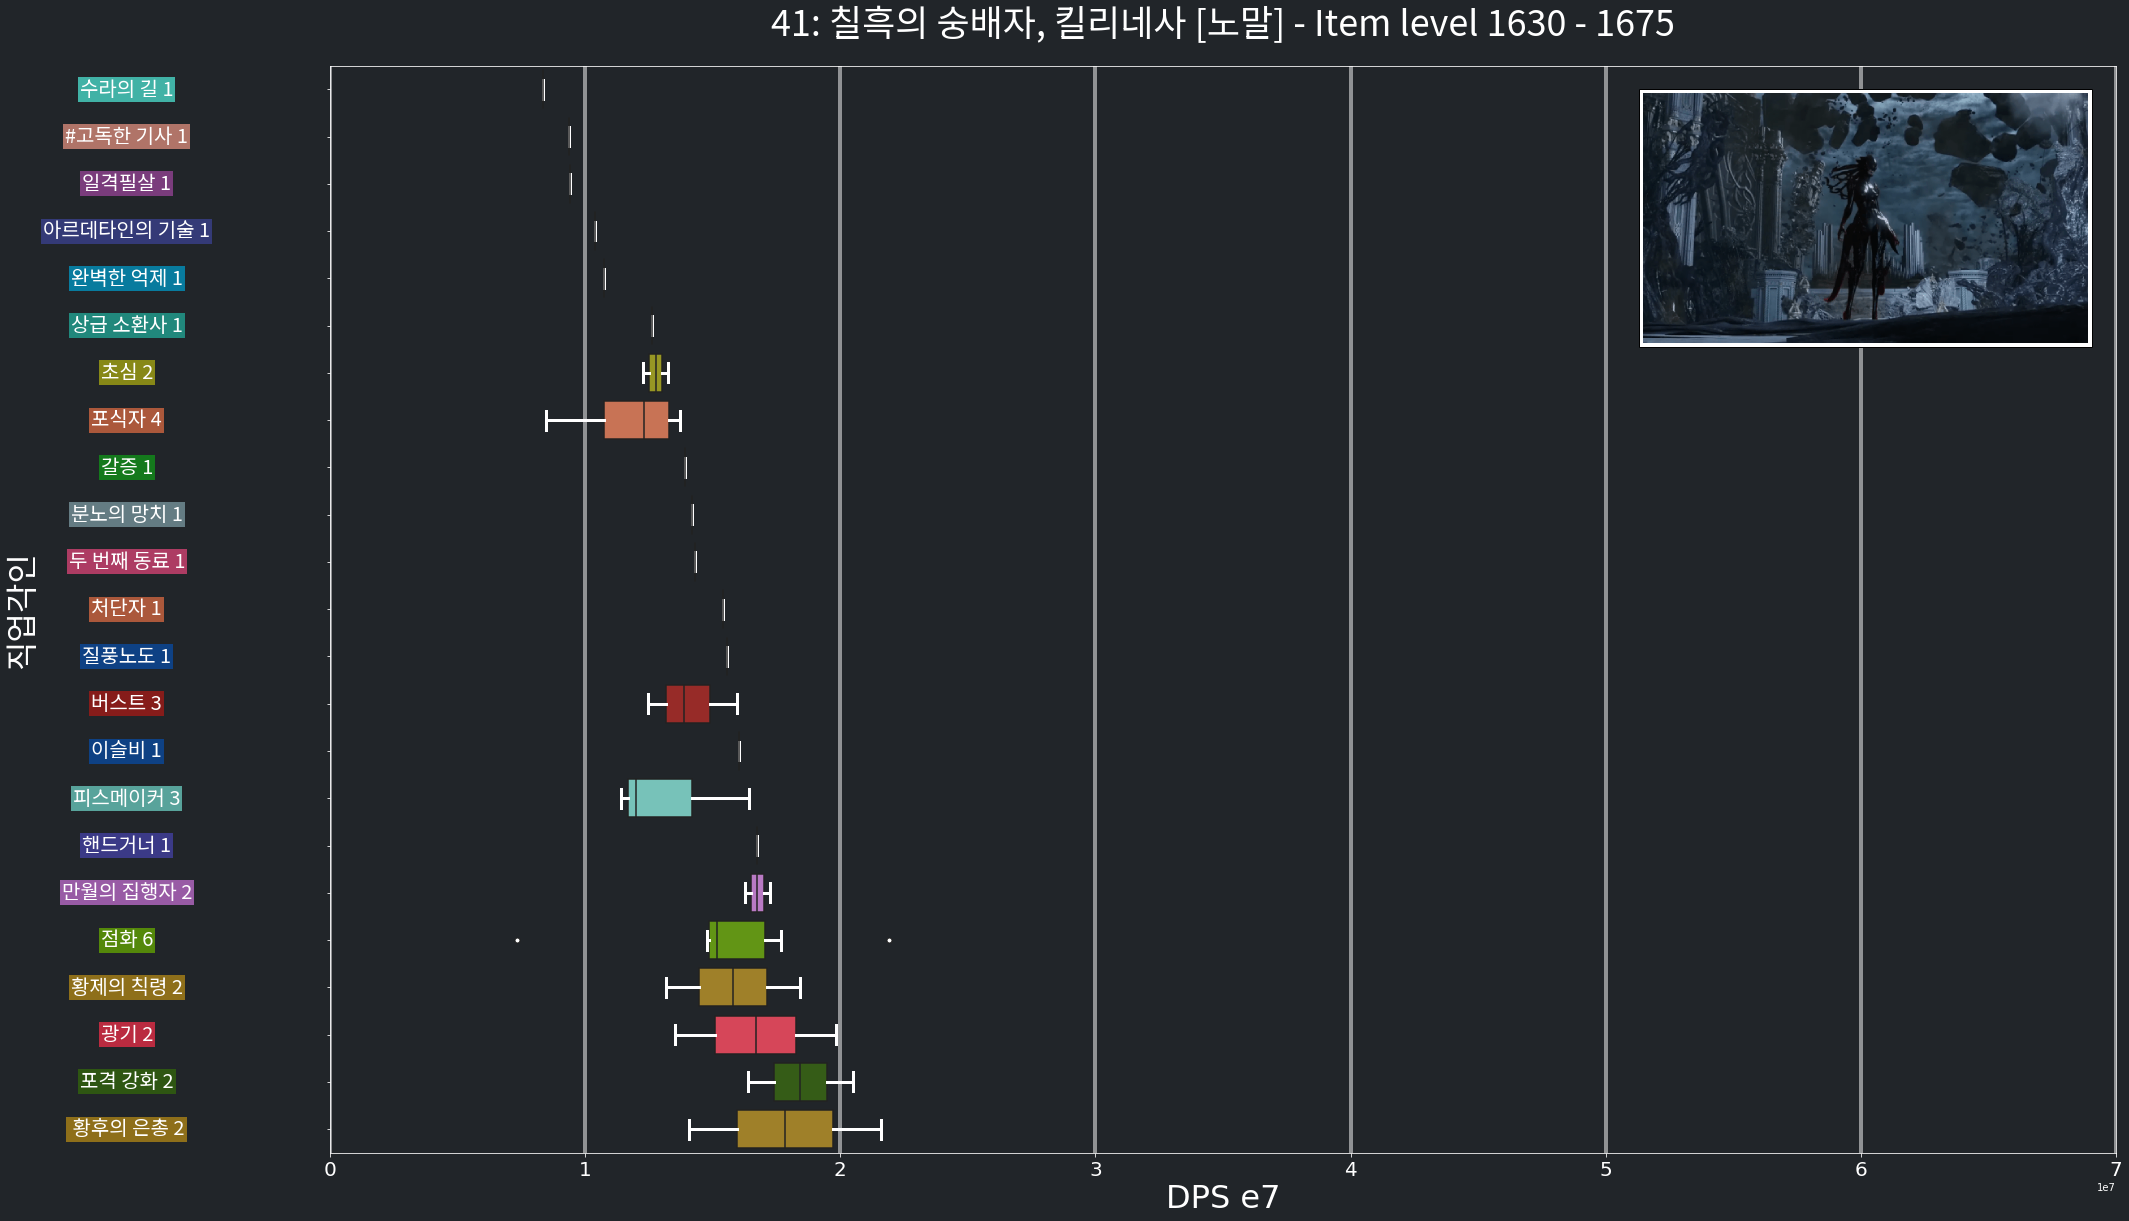 41: 칠흑의 숭배자, 킬리네사 [노말] - Item level 1630 - 1675
수라의 길 1
#고독한 기사 1
일격필살 1
아르데타인의 기술 1
완벽한 억제 1
상급 소환사 1
초심 2
포식자 4
갈증 1
분노의 망치 1
두 번째 동료 1
처단자 1
질풍노도 1
버스트 3
이슬비 1
피스메이커 3
핸드거너 1
만월의 집행자 2
점화 6
황제의 칙령 2
광기 2
포격 강화 2
황후의 은총 2
직업각인
0 1 2 3 4 5 6 7
1e7
DPS e7